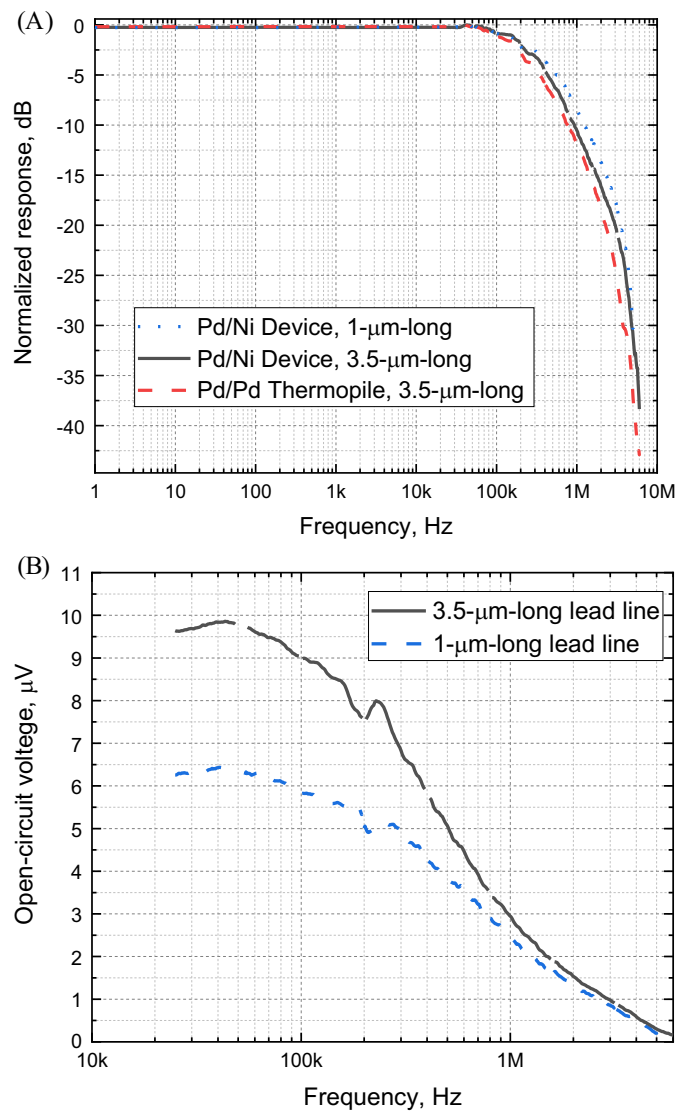 (A)
0
-5
-10
-15
-20
-25
-30
-35
-40
Normalized response, dB
Pd/Ni Device, 1-μm-long
Pd/Ni Device, 3.5-μm-long
Pd/Pd Thermopile, 3.5-μm-long
1 10 100 1k 10k 100k 1M 10M
Frequency, Hz
(B)
11
10
9
8
7
6
5
4
3
2
1
0
Open-circuit voltege, μV
3.5-μm-long lead line
1-μm-long lead line
10k 100k 1M
Frequency, Hz